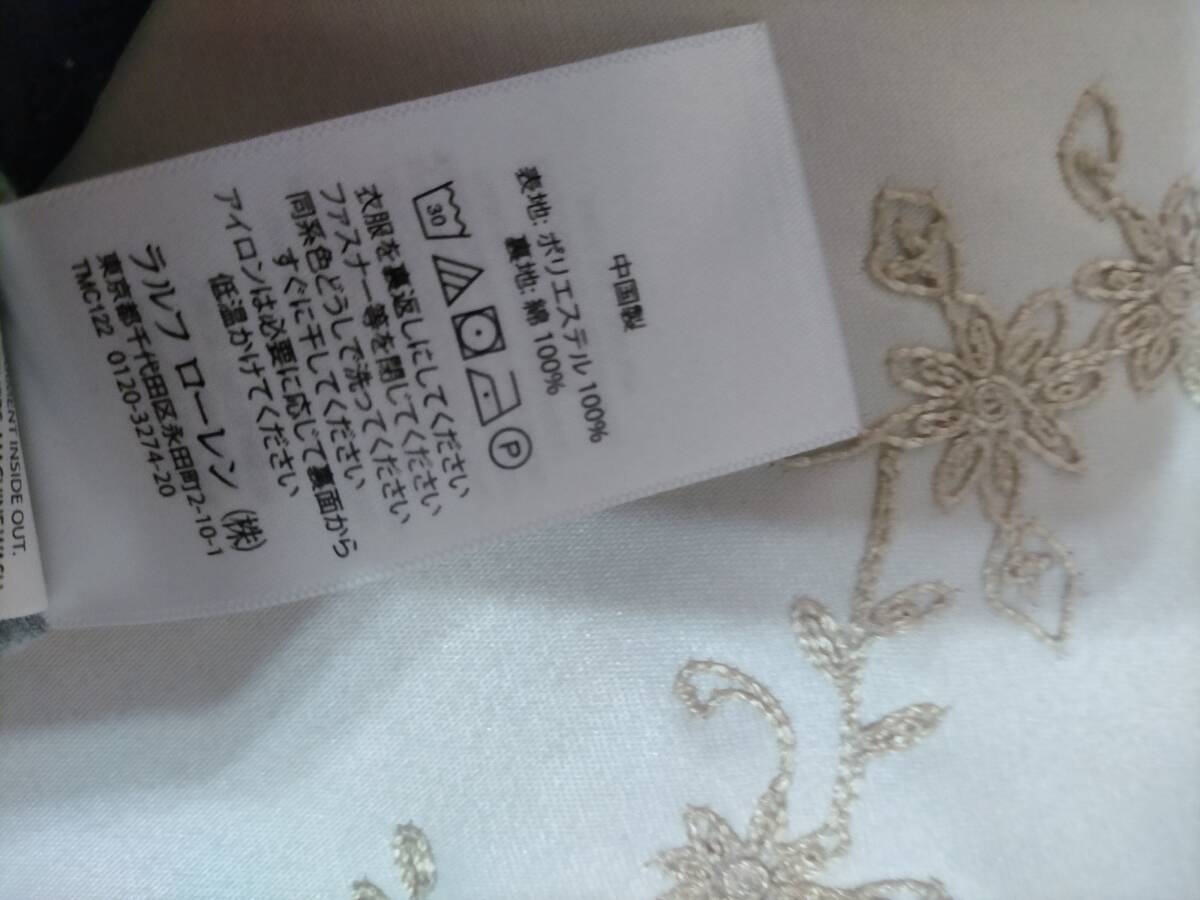 中国製
表地: ポリエステル 100%
裏地: 綿 100%
30
P
衣服を裏返しにしてください
ファスナー等を閉じてください
同系色どうしで洗ってください
すぐに干してください
アイロンは必要に応じて裏面から
低温かけてください
ラルフ ローレン (株)
東京都千代田区永田町2-10-1
TMC122 0120-3274-20
INSIDE OUT.